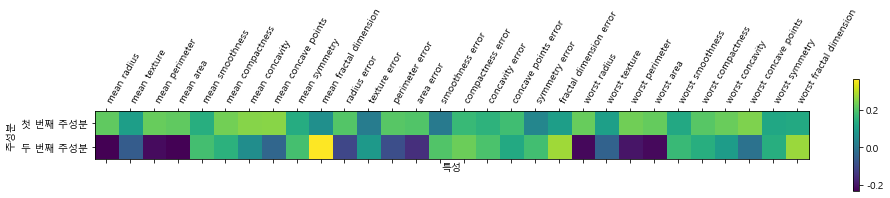 mean radius
mean texture
mean perimeter
mean area
mean smoothness
mean compactness
mean concavity
mean concave points
mean symmetry
mean fractal dimension
radius error
texture error
perimeter error
area error
smoothness error
compactness error
concavity error
concave points error
symmetry error
fractal dimension error
worst radius
worst texture
worst perimeter
worst area
worst smoothness
worst compactness
worst concavity
worst concave points
worst symmetry
worst fractal dimension
첫 번째 주성분
두 번째 주성분
주성분
특성
0.2
0.0
-0.2